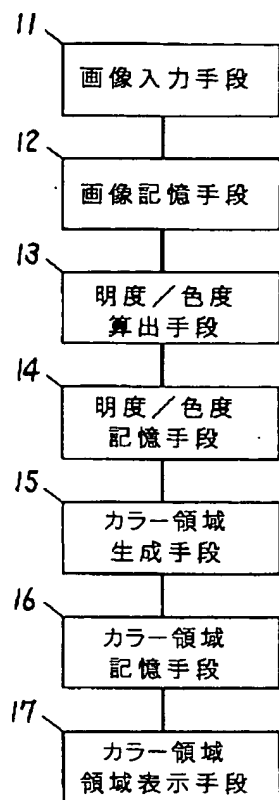 11
画像入力手段
12
画像記憶手段
13
明度／色度
算出手段
14
明度／色度
記憶手段
15
カラー領域
生成手段
16
カラー領域
記憶手段
17
カラー領域
領域表示手段